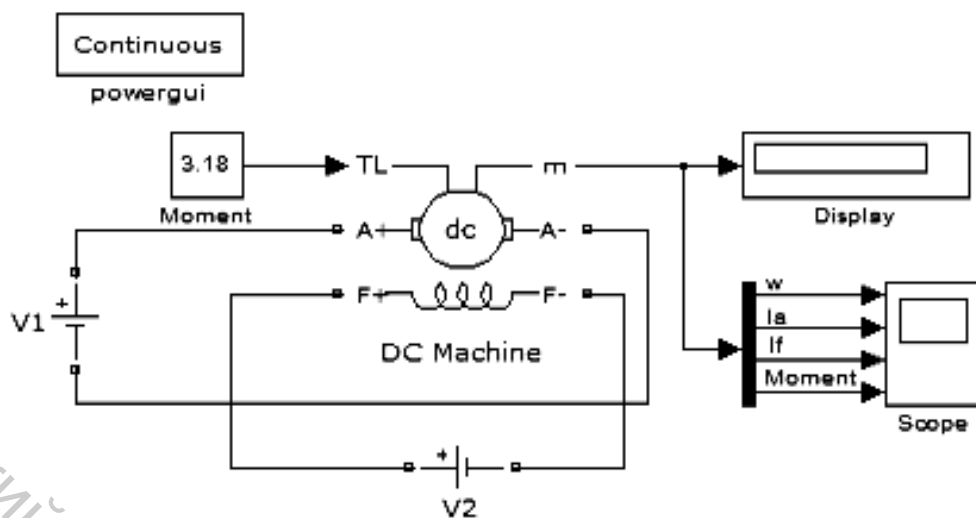 Continuous
powergui
3.18
Moment
TL
m
Display
A+
dc
A-
F+
F-
DC Machine
V1
+
w
Ia
If
Moment
Scope
+
V2